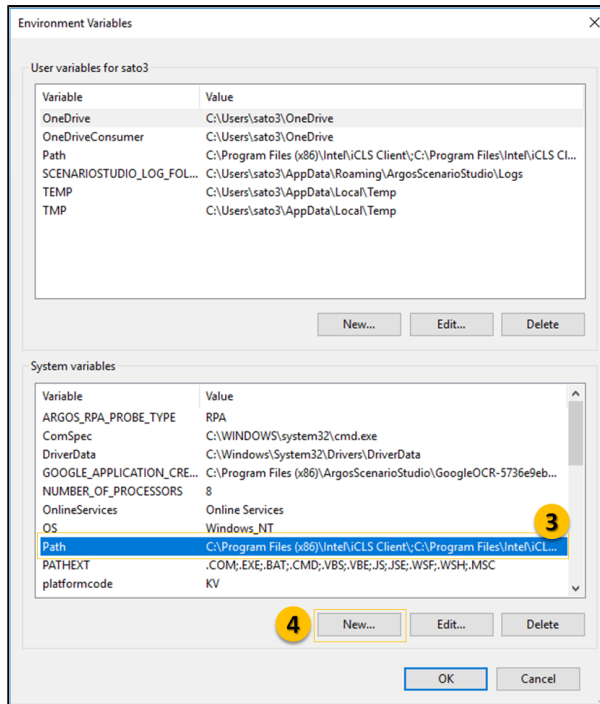 Environment Variables
User variables for sato3
Variable Value
OneDrive C:\Users\sato3\OneDrive
OneDriveConsumer C:\Users\sato3\OneDrive
Path C:\Program Files (x86)\Intel\iCLS Client\;C:\Program Files\Intel\iCLS Cl...
SCENARIOSTUDIO_LOG_FOL... C:\Users\sato3\AppData\Roaming\ArgosScenarioStudio\Logs
TEMP C:\Users\sato3\AppData\Local\Temp
TMP C:\Users\sato3\AppData\Local\Temp
New... Edit... Delete
System variables
Variable Value
ARGOS_RPA_PROBE_TYPE RPA
ComSpec C:\WINDOWS\system32\cmd.exe
DriverData C:\Windows\System32\Drivers\DriverData
GOOGLE_APPLICATION_CRE... C:\Program Files (x86)\ArgosScenarioStudio\GoogleOCR-5736e9eb...
NUMBER_OF_PROCESSORS 8
OnlineServices Online Services
OS Windows_NT
3
Path C:\Program Files (x86)\Intel\iCLS Client\;C:\Program Files\Intel\iCL...
PATHEXT .COM;.EXE;.BAT;.CMD;.VBS;.VBE;.JS;.JSE;.WSF;.WSH;.MSC
platformcode KV
4 New... Edit... Delete
OK Cancel